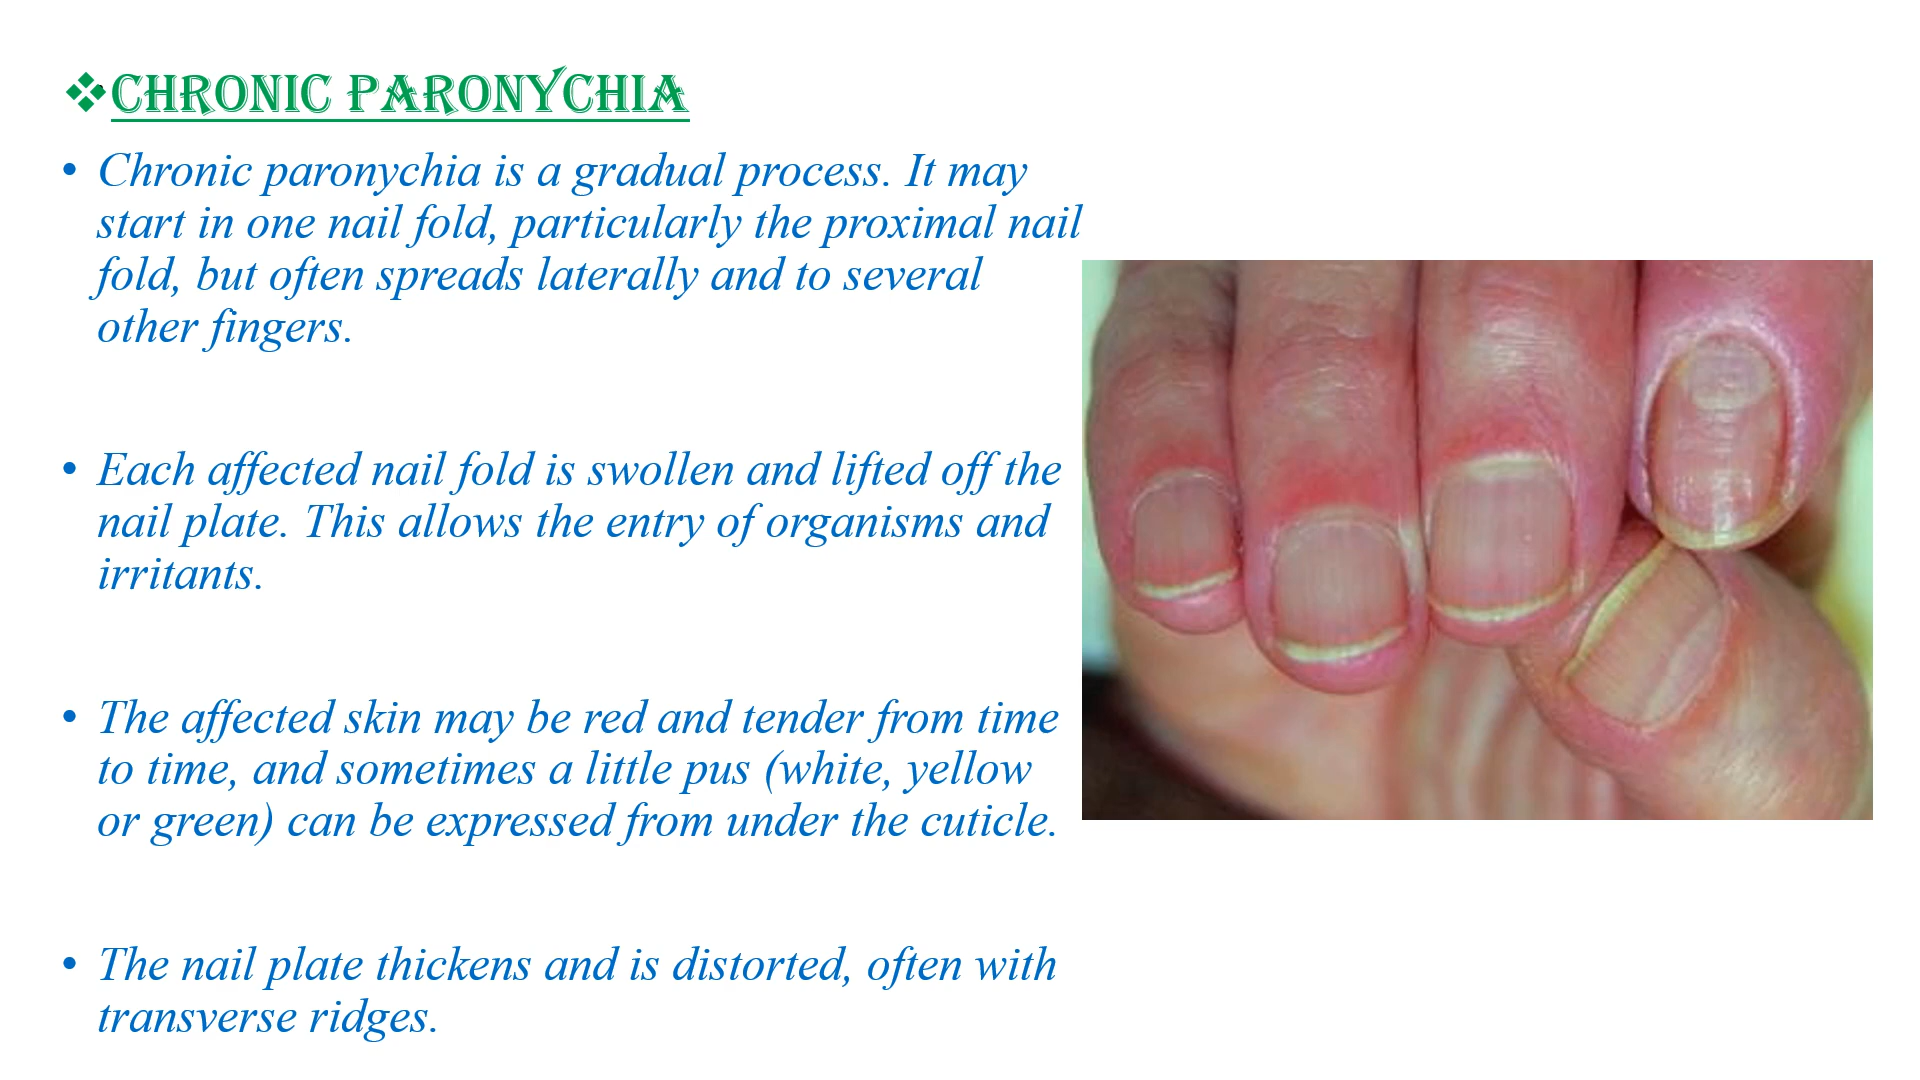 ❖CHRONIC PARONYCHIA
• Chronic paronychia is a gradual process. It may
start in one nail fold, particularly the proximal nail
fold, but often spreads laterally and to several
other fingers.
• Each affected nail fold is swollen and lifted off the
nail plate. This allows the entry of organisms and
irritants.
• The affected skin may be red and tender from time
to time, and sometimes a little pus (white, yellow
or green) can be expressed from under the cuticle.
• The nail plate thickens and is distorted, often with
transverse ridges.